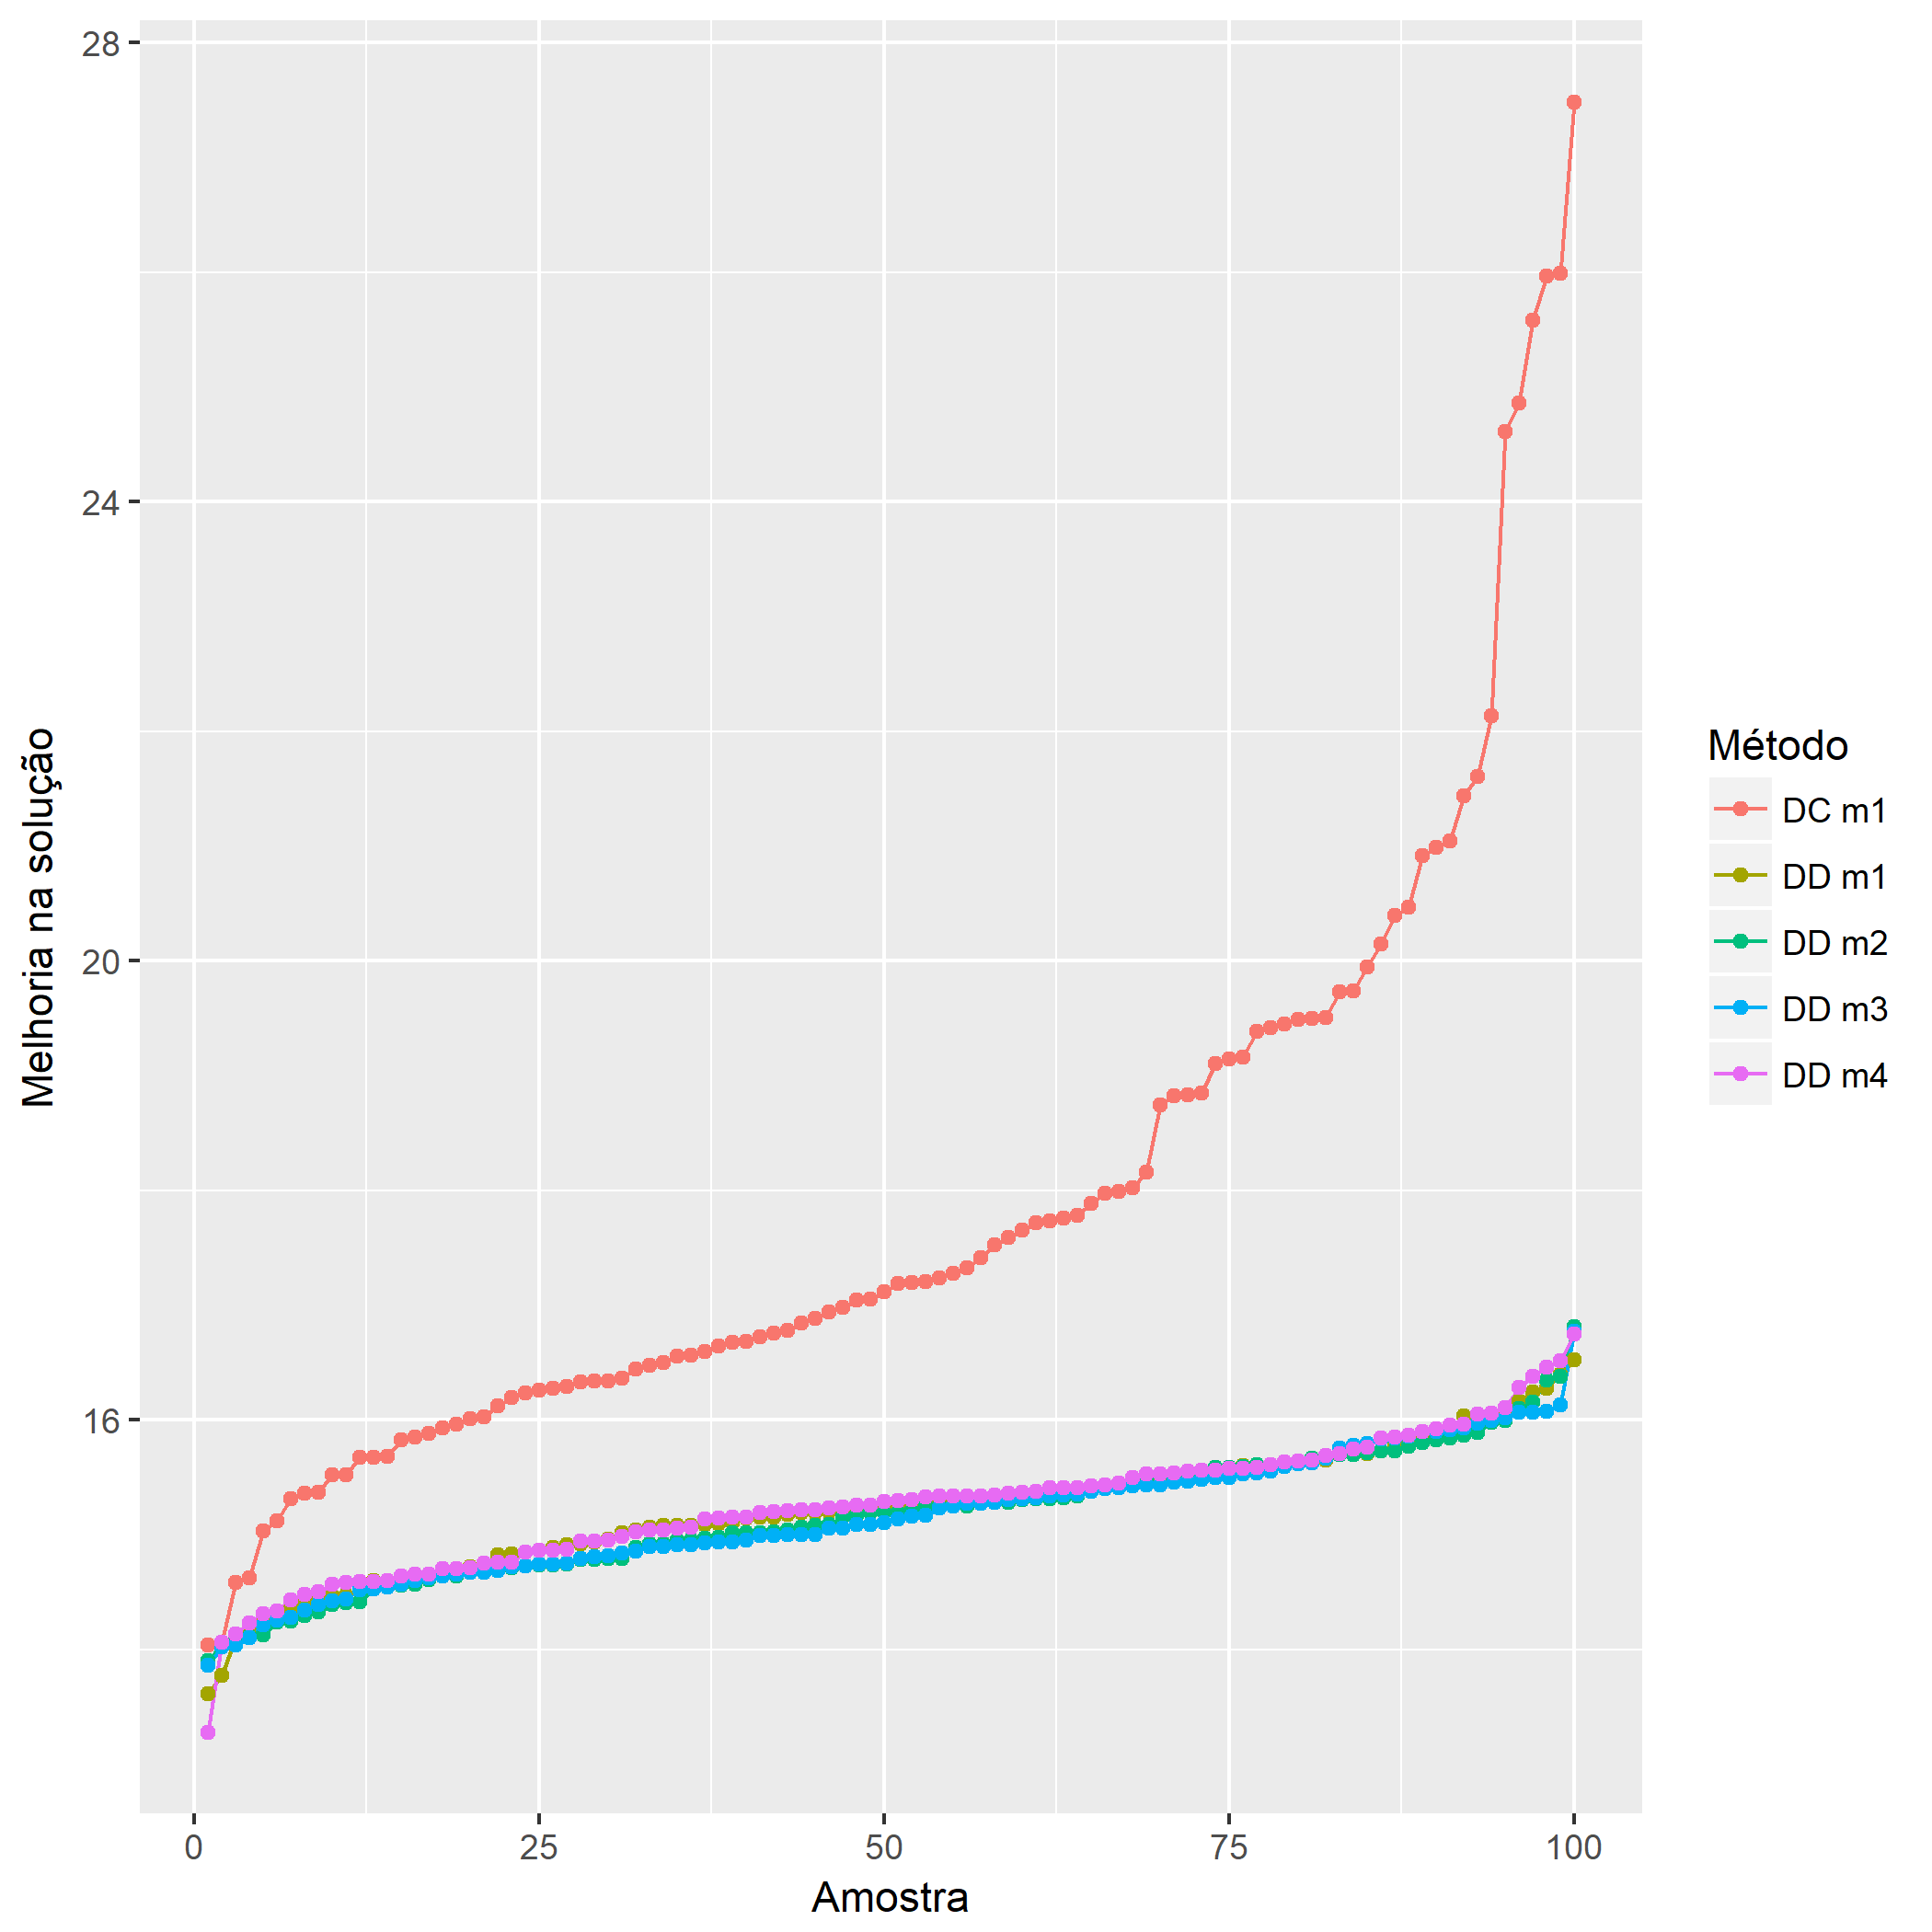 28
24
20
16
Melhoria na solução
0 25 50 75 100
Amostra
Método
DC m1
DD m1
DD m2
DD m3
DD m4